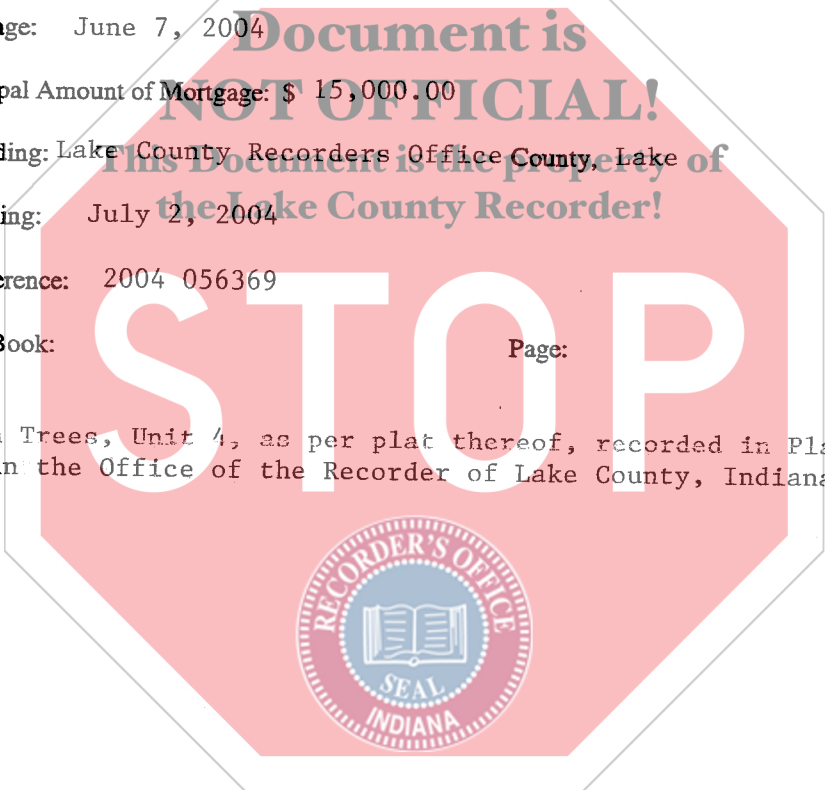 age: June 7, 2004
Document is
pal Amount of Mortgage: $ 15,000.00
NOT OFFICIAL!
ding: Lake County Recorders Office County, Lake
This Document is the property of
ing: July 2, 2004
the Lake County Recorder!
erence: 2004 056369
STOP
Book: Page:
Trees, Unit 4, as per plat thereof, recorded in Pla
n the Office of the Recorder of Lake County, Indiana
RECORDER'S OFFICE
SEAL
INDIANA